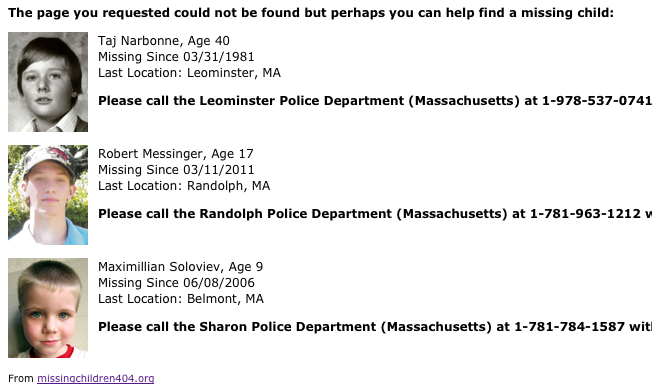 The page you requested could not be found but perhaps you can help find a missing child:
Taj Narbonne, Age 40
Missing Since 03/31/1981
Last Location: Leominster, MA
Please call the Leominster Police Department (Massachusetts) at 1-978-537-0741
Robert Messinger, Age 17
Missing Since 03/11/2011
Last Location: Randolph, MA
Please call the Randolph Police Department (Massachusetts) at 1-781-963-1212 w
Maximillian Soloviev, Age 9
Missing Since 06/08/2006
Last Location: Belmont, MA
Please call the Sharon Police Department (Massachusetts) at 1-781-784-1587 wit
From missingchildren404.org